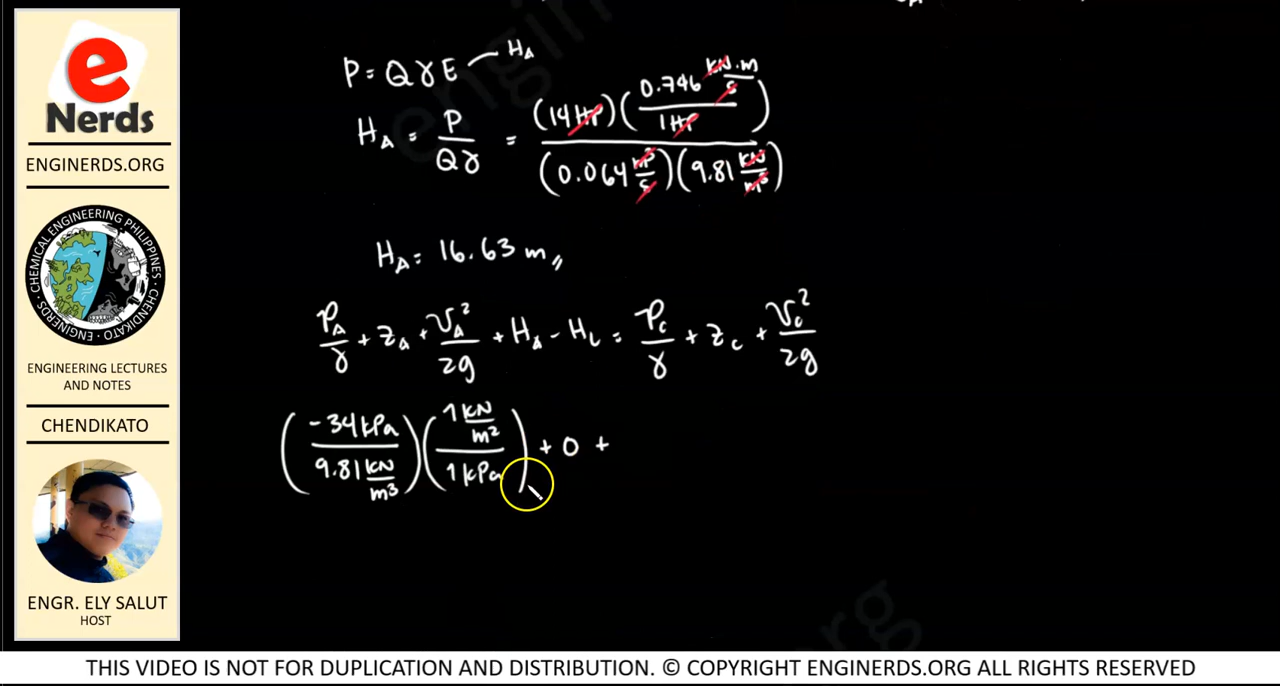 e
Nerds
ENGINERDS.ORG
CHEMICAL ENGINEERING PHILIPPINES
CHENDIKATO • ENGINERDS
ENGINEERING LECTURES
AND NOTES
CHENDIKATO
ENGR. ELY SALUT
HOST
P = QγE — H_A
H_A = P/(Qγ) = (14 HP)(0.746 (kN·m/s)/(1 HP)) / ((0.064 m³/s)(9.81 kN/m³))
H_A = 16.63 m,,
P_A/γ + z_A + V_A²/2g + H_A - H_L = P_C/γ + z_C + V_C²/2g
(-34 kPa / 9.81 kN/m³)(1 kN/m² / 1 kPa) + 0 +
THIS VIDEO IS NOT FOR DUPLICATION AND DISTRIBUTION. © COPYRIGHT ENGINERDS.ORG ALL RIGHTS RESERVED